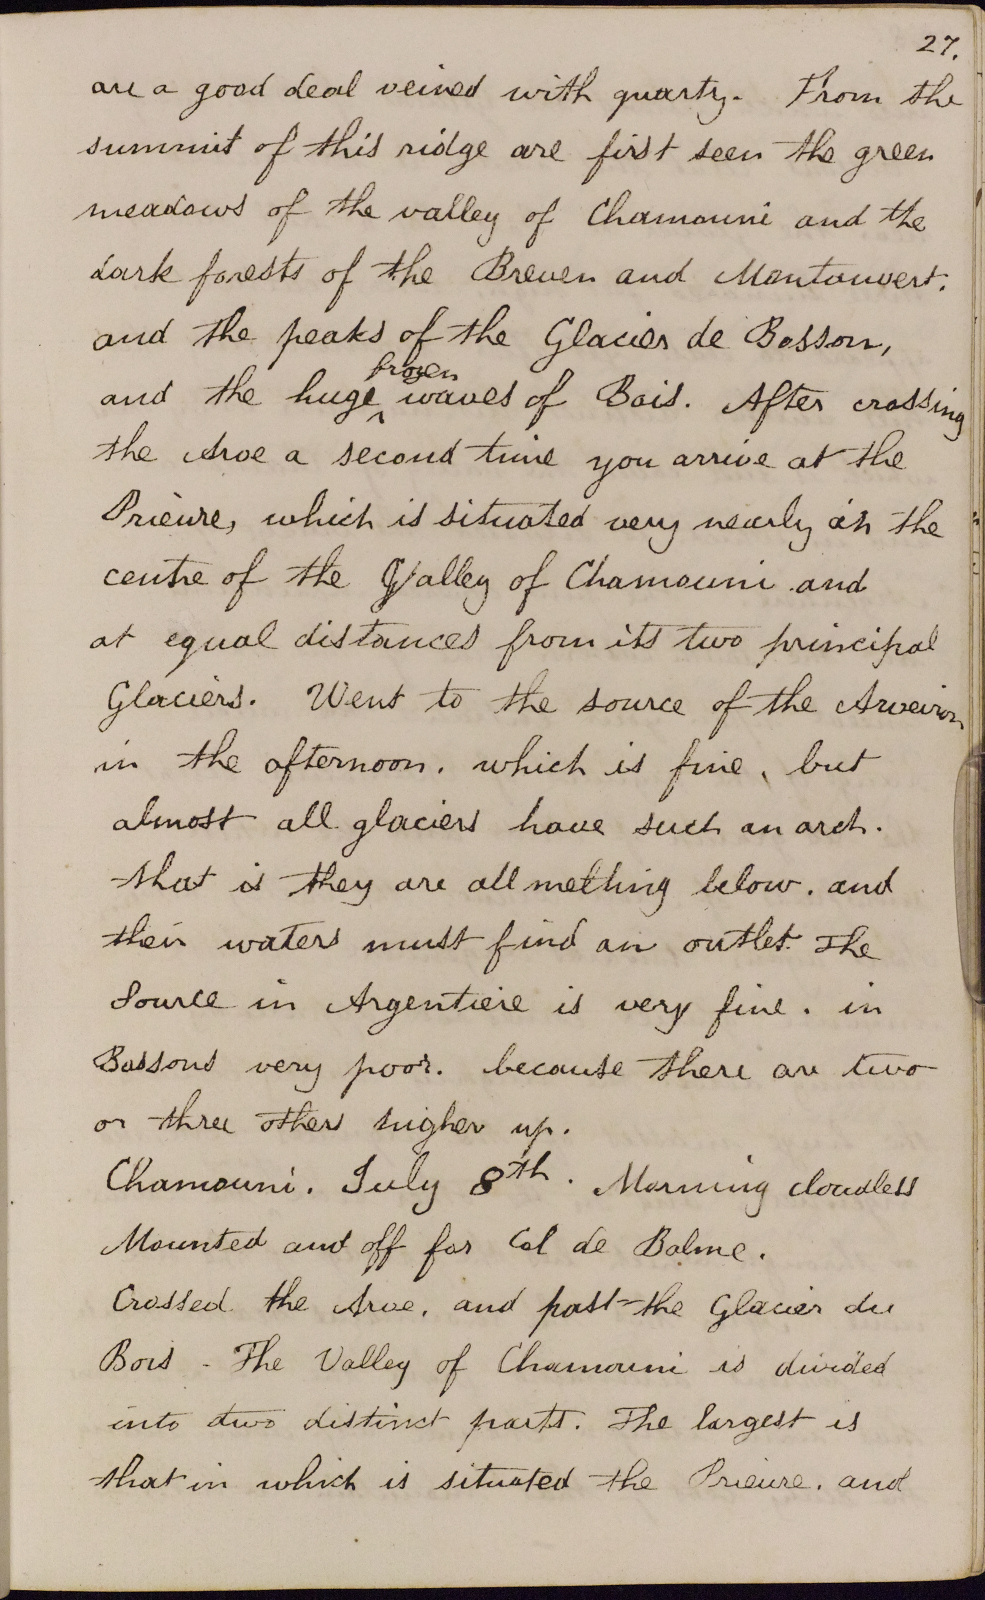 27.
are a good deal veined with quartz. From the
summit of this ridge are first seen the green
meadows of the valley of Chamouni and the
dark forests of the Breven and Montanvert.
and the peaks of the Glacier de Bosson,
frozen
and the huge ^ waves of Bois. After crossing
the Arve a second time you arrive at the
Prieure, which is situated very nearly in the
centre of the Valley of Chamouni and
at equal distances from its two principal
Glaciers. Went to the source of the Arveiron
in the afternoon. which is fine, but
almost all glaciers have such an arch.
that is they are all melting below. and
their waters must find an outlet. The
Source in Argentiere is very fine. in
Bossons very poor. because there are two
or three others higher up.
Chamouni. July 8th. Morning cloudless
Mounted and off for Col de Balme.
Crossed the Arve, and past the Glacier du
Bois - The Valley of Chamouni is divided
into two distinct parts. The largest is
that in which is situated the Prieure. and